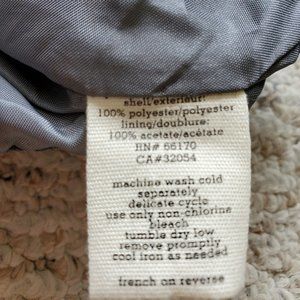 shell/exterieur:
100% polyester/polyester
lining/doublure:
100% acetate/acétate
RN# 66170
CA#32054
machine wash cold
separately
delicate cycle
use only non-chlorine
bleach
tumble dry low
remove promptly
cool iron as needed
french on reverse